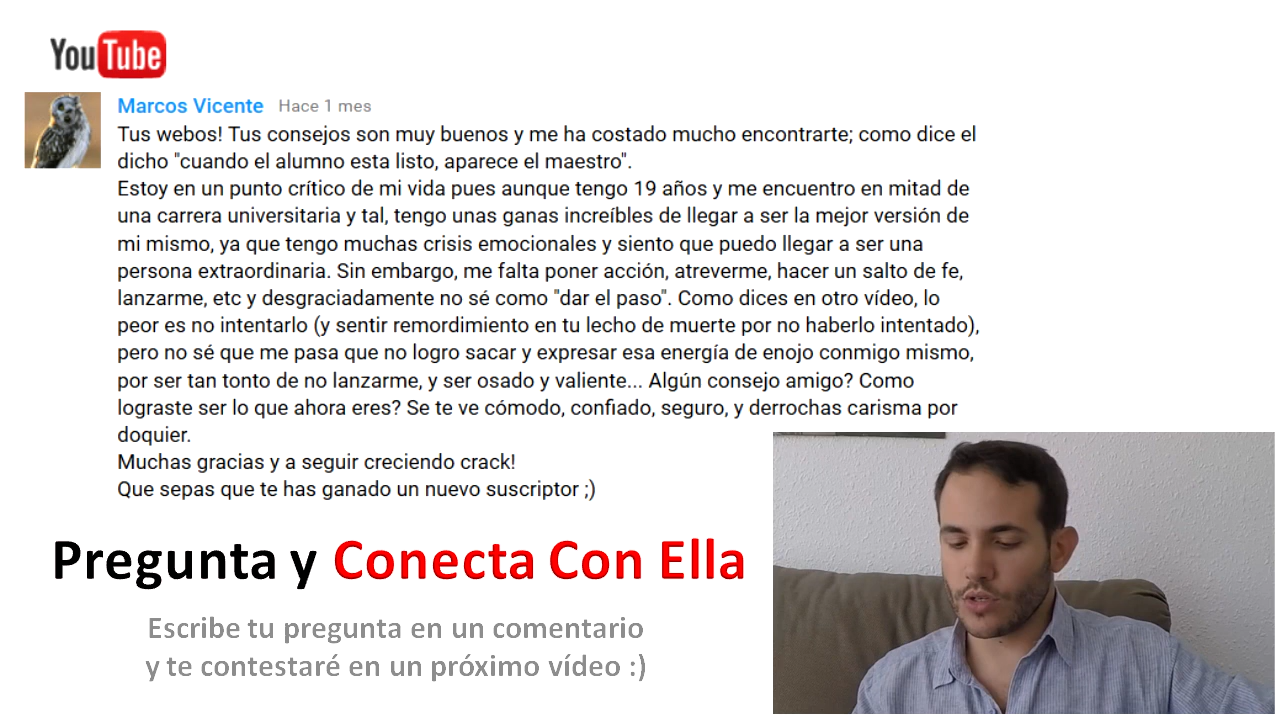 YouTube
Marcos Vicente Hace 1 mes
Tus webos! Tus consejos son muy buenos y me ha costado mucho encontrarte; como dice el
dicho "cuando el alumno esta listo, aparece el maestro".
Estoy en un punto crítico de mi vida pues aunque tengo 19 años y me encuentro en mitad de
una carrera universitaria y tal, tengo unas ganas increíbles de llegar a ser la mejor versión de
mi mismo, ya que tengo muchas crisis emocionales y siento que puedo llegar a ser una
persona extraordinaria. Sin embargo, me falta poner acción, atreverme, hacer un salto de fe,
lanzarme, etc y desgraciadamente no sé como "dar el paso". Como dices en otro vídeo, lo
peor es no intentarlo (y sentir remordimiento en tu lecho de muerte por no haberlo intentado),
pero no sé que me pasa que no logro sacar y expresar esa energía de enojo conmigo mismo,
por ser tan tonto de no lanzarme, y ser osado y valiente... Algún consejo amigo? Como
lograste ser lo que ahora eres? Se te ve cómodo, confiado, seguro, y derrochas carisma por
doquier.
Muchas gracias y a seguir creciendo crack!
Que sepas que te has ganado un nuevo suscriptor ;)
Pregunta y Conecta Con Ella
Escribe tu pregunta en un comentario
y te contestaré en un próximo vídeo :)